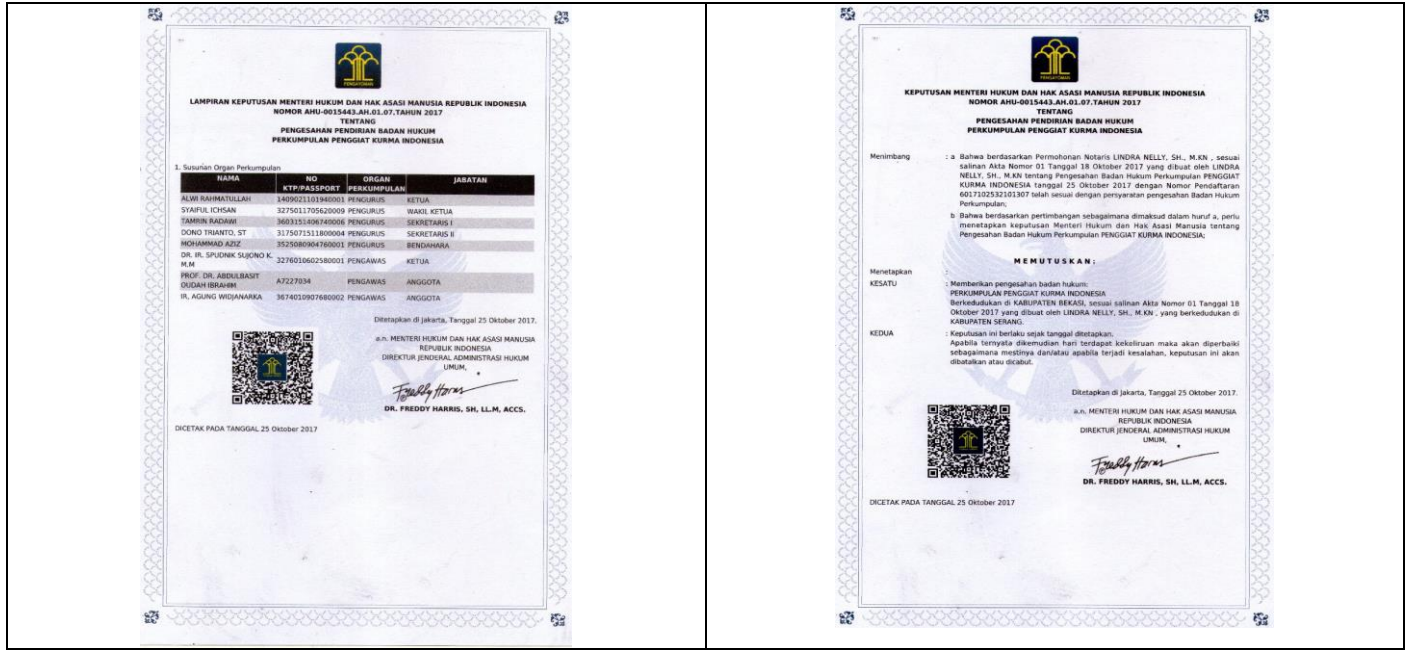 PENGAYOMAN
LAMPIRAN KEPUTUSAN MENTERI HUKUM DAN HAK ASASI MANUSIA REPUBLIK INDONESIA
NOMOR AHU-0015443.AH.01.07.TAHUN 2017
TENTANG
PENGESAHAN PENDIRIAN BADAN HUKUM
PERKUMPULAN PENGGIAT KURMA INDONESIA
1. Susunan Organ Perkumpulan
NAMA NO KTP/PASSPORT ORGAN PERKUMPULAN JABATAN
ALWI RAHMATULLAH 1409021101940001 PENGURUS KETUA
SYAIFUL ICHSAN 3275011705620009 PENGURUS WAKIL KETUA
TAMRIN RADAWI 3603151406740006 PENGURUS SEKRETARIS I
DONO TRIANTO, ST 3175071511800004 PENGURUS SEKRETARIS II
MOHAMMAD AZIZ 3525080904760001 PENGURUS BENDAHARA
DR. IR. SPUDNIK SUJONO K. M.M 3276010602580001 PENGAWAS KETUA
PROF. DR. ABDULBASIT OUDAH IBRAHIM A7227034 PENGAWAS ANGGOTA
IR, AGUNG WIDJANARKA 3674010907680002 PENGAWAS ANGGOTA
Ditetapkan di Jakarta, Tanggal 25 Oktober 2017.
a.n. MENTERI HUKUM DAN HAK ASASI MANUSIA
REPUBLIK INDONESIA
DIREKTUR JENDERAL ADMINISTRASI HUKUM
UMUM,
Freddy Harris
DR. FREDDY HARRIS, SH, LL.M, ACCS.
DICETAK PADA TANGGAL 25 Oktober 2017
PENGAYOMAN
KEPUTUSAN MENTERI HUKUM DAN HAK ASASI MANUSIA REPUBLIK INDONESIA
NOMOR AHU-0015443.AH.01.07.TAHUN 2017
TENTANG
PENGESAHAN PENDIRIAN BADAN HUKUM
PERKUMPULAN PENGGIAT KURMA INDONESIA
Menimbang : a Bahwa berdasarkan Permohonan Notaris LINDRA NELLY, SH., M.KN , sesuai
salinan Akta Nomor 01 Tanggal 18 Oktober 2017 yang dibuat oleh LINDRA
NELLY, SH., M.KN tentang Pengesahan Badan Hukum Perkumpulan PENGGIAT
KURMA INDONESIA tanggal 25 Oktober 2017 dengan Nomor Pendaftaran
6017102532101307 telah sesuai dengan persyaratan pengesahan Badan Hukum
Perkumpulan;
b Bahwa berdasarkan pertimbangan sebagaimana dimaksud dalam huruf a, perlu
menetapkan keputusan Menteri Hukum dan Hak Asasi Manusia tentang
Pengesahan Badan Hukum Perkumpulan PENGGIAT KURMA INDONESIA;
MEMUTUSKAN:
Menetapkan :
KESATU : Memberikan pengesahan badan hukum:
PERKUMPULAN PENGGIAT KURMA INDONESIA
Berkedudukan di KABUPATEN BEKASI, sesuai salinan Akta Nomor 01 Tanggal 18
Oktober 2017 yang dibuat oleh LINDRA NELLY, SH., M.KN , yang berkedudukan di
KABUPATEN SERANG.
KEDUA : Keputusan ini berlaku sejak tanggal ditetapkan.
Apabila ternyata dikemudian hari terdapat kekeliruan maka akan diperbaiki
sebagaimana mestinya dan/atau apabila terjadi kesalahan, keputusan ini akan
dibatalkan atau dicabut.
Ditetapkan di Jakarta, Tanggal 25 Oktober 2017.
a.n. MENTERI HUKUM DAN HAK ASASI MANUSIA
REPUBLIK INDONESIA
DIREKTUR JENDERAL ADMINISTRASI HUKUM
UMUM,
Freddy Harris
DR. FREDDY HARRIS, SH, LL.M, ACCS.
DICETAK PADA TANGGAL 25 Oktober 2017